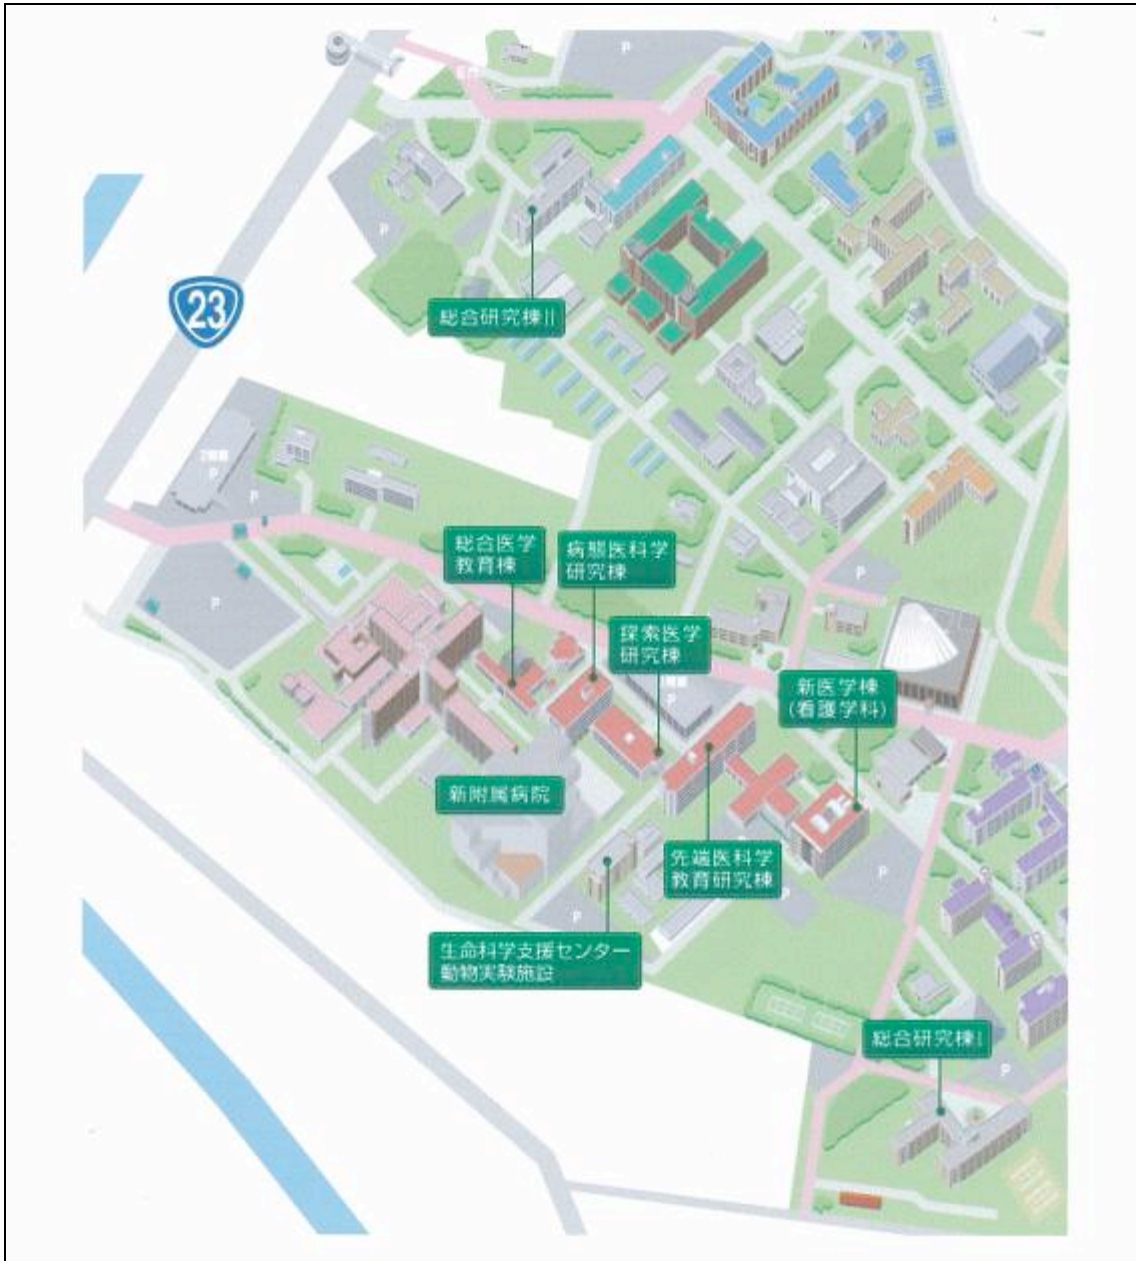 P
P
23
総合研究棟II
2階建
P
P
P
総合医学
教育棟
病態医科学
研究棟
P
探索医学
研究棟
P
新医学棟
(看護学科)
新附属病院
先端医科学
教育研究棟
P
P
P
生命科学支援センター
動物実験施設
総合研究棟I
P